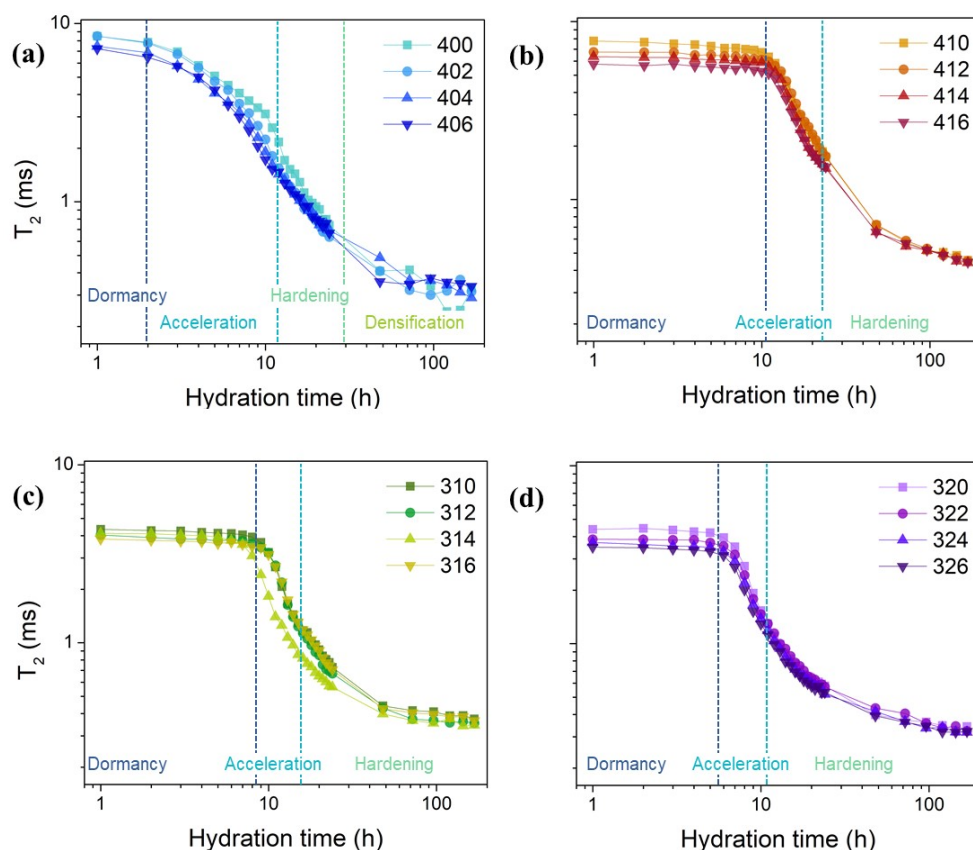 (a)
10
1
T2 (ms)
400
402
404
406
Dormancy
Acceleration
Hardening
Densification
1
10
100
Hydration time (h)
(b)
410
412
414
416
Dormancy
Acceleration
Hardening
1
10
100
Hydration time (h)
(c)
10
1
T2 (ms)
310
312
314
316
Dormancy
Acceleration
Hardening
1
10
100
Hydration time (h)
(d)
320
322
324
326
Dormancy
Acceleration
Hardening
1
10
100
Hydration time (h)